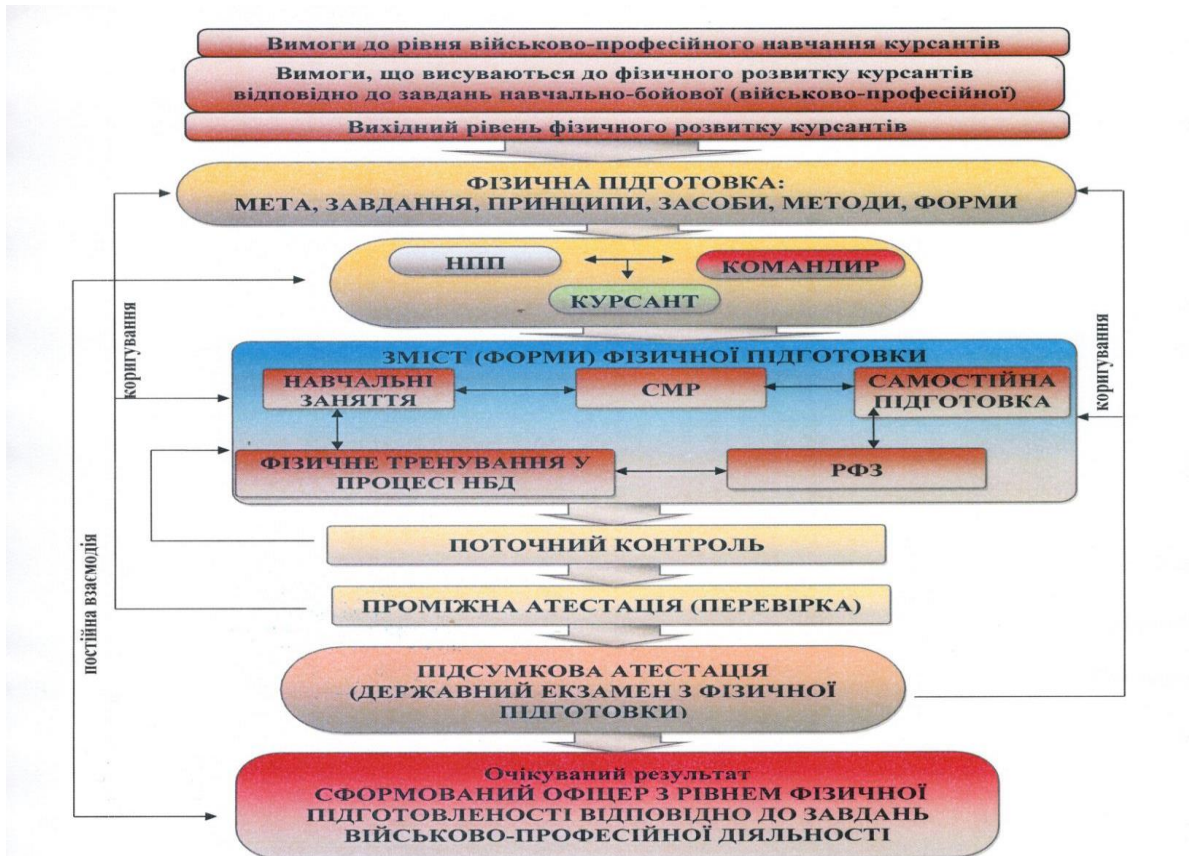 Вимоги до рівня військово-професійного навчання курсантів
Вимоги, що висуваються до фізичного розвитку курсантів
відповідно до завдань навчально-бойової (військово-професійної)
Вихідний рівень фізичного розвитку курсантів
ФІЗИЧНА ПІДГОТОВКА:
МЕТА, ЗАВДАННЯ, ПРИНЦИПИ, ЗАСОБИ, МЕТОДИ, ФОРМИ
НПП
КОМАНДИР
КУРСАНТ
ЗМІСТ (ФОРМИ) ФІЗИЧНОЇ ПІДГОТОВКИ
НАВЧАЛЬНІ
ЗАНЯТТЯ
СМР
САМОСТІЙНА
ПІДГОТОВКА
ФІЗИЧНЕ ТРЕНУВАННЯ У
ПРОЦЕСІ НБД
РФЗ
ПОТОЧНИЙ КОНТРОЛЬ
ПРОМІЖНА АТЕСТАЦІЯ (ПЕРЕВІРКА)
ПІДСУМКОВА АТЕСТАЦІЯ
(ДЕРЖАВНИЙ ЕКЗАМЕН З ФІЗИЧНОЇ
ПІДГОТОВКИ)
Очікуваний результат
СФОРМОВАНИЙ ОФІЦЕР З РІВНЕМ ФІЗИЧНОЇ
ПІДГОТОВЛЕНОСТІ ВІДПОВІДНО ДО ЗАВДАНЬ
ВІЙСЬКОВО-ПРОФЕСІЙНОЇ ДІЯЛЬНОСТІ
постійна взаємодія
коригування
коригування